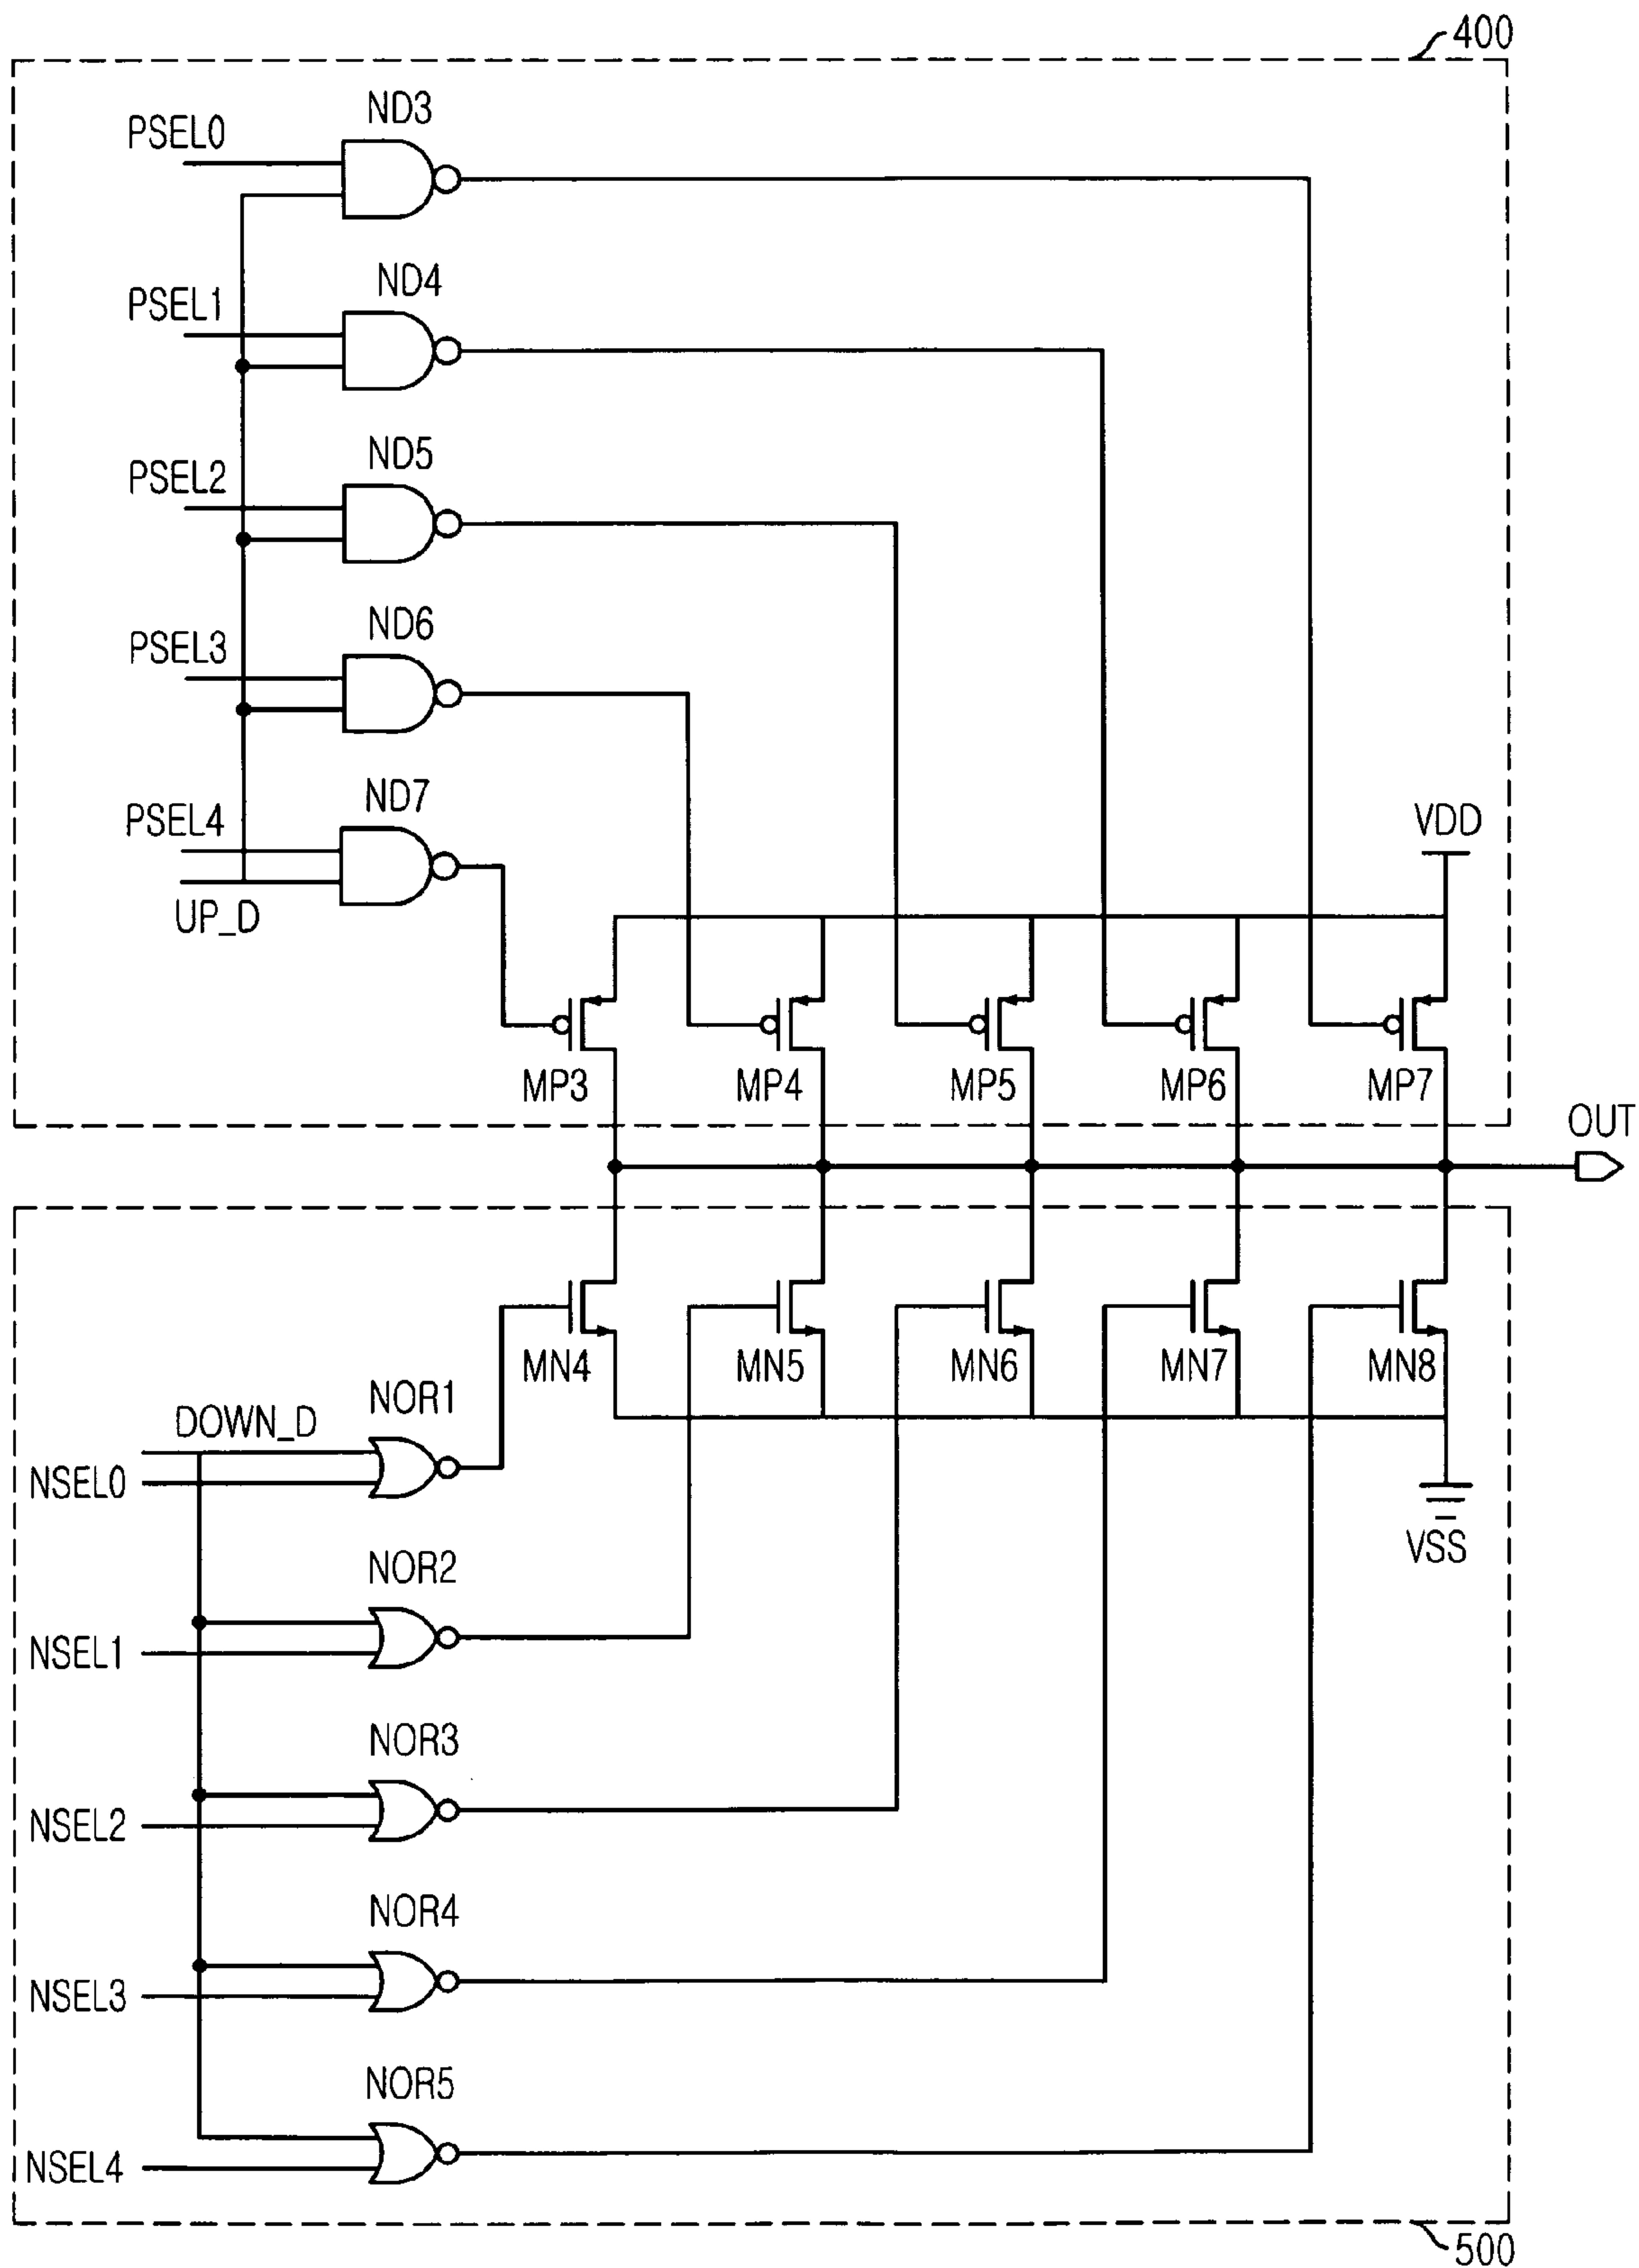 400
ND3
PSEL0
ND4
PSEL1
ND5
PSEL2
ND6
PSEL3
ND7
PSEL4
VDD
UP_D
MP3 MP4 MP5 MP6 MP7
OUT
MN4 MN5 MN6 MN7 MN8
NOR1
DOWN_D
NSEL0
VSS
NOR2
NSEL1
NOR3
NSEL2
NOR4
NSEL3
NOR5
NSEL4
500